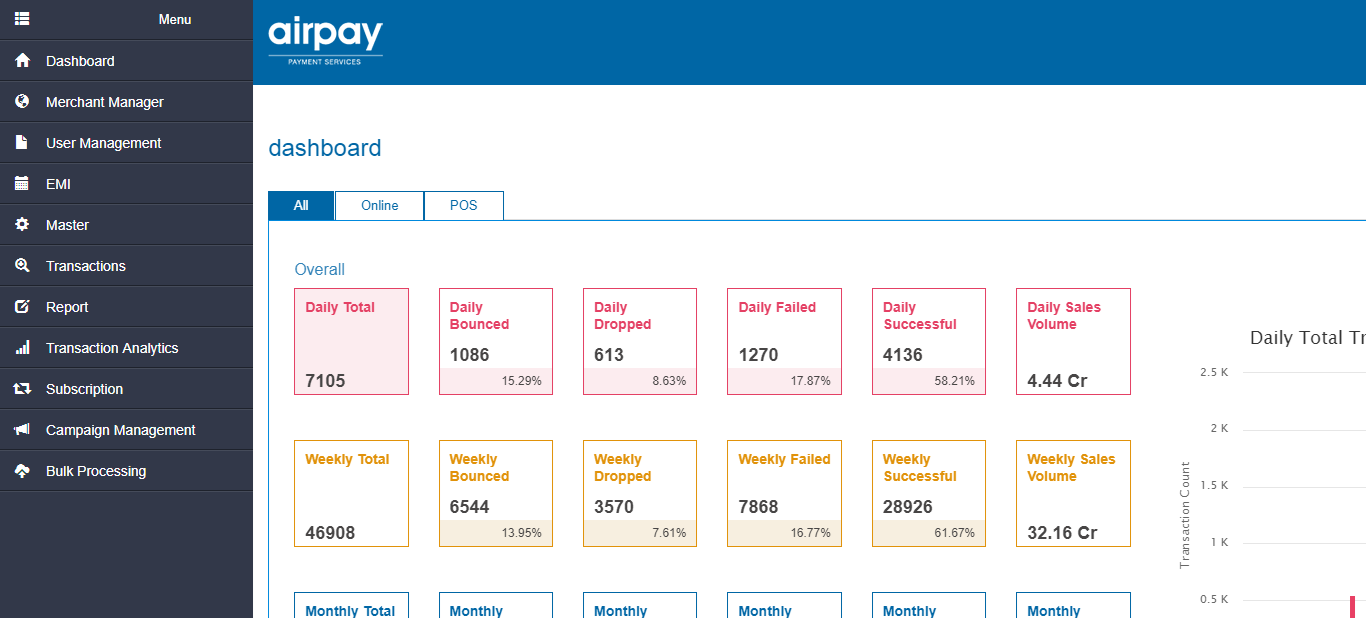 Menu
Dashboard
Merchant Manager
User Management
EMI
Master
Transactions
Report
Transaction Analytics
Subscription
Campaign Management
Bulk Processing
airpay
PAYMENT SERVICES
dashboard
All
Online
POS
Overall
Daily Total
7105
Daily
Bounced
1086
15.29%
Daily
Dropped
613
8.63%
Daily Failed
1270
17.87%
Daily
Successful
4136
58.21%
Daily Sales
Volume
4.44 Cr
Weekly Total
46908
Weekly
Bounced
6544
13.95%
Weekly
Dropped
3570
7.61%
Weekly Failed
7868
16.77%
Weekly
Successful
28926
61.67%
Weekly Sales
Volume
32.16 Cr
Monthly Total
Monthly
Monthly
Monthly
Monthly
Monthly
Daily Total Tr
2.5 K
2 K
1.5 K
1 K
0.5 K
Transaction Count